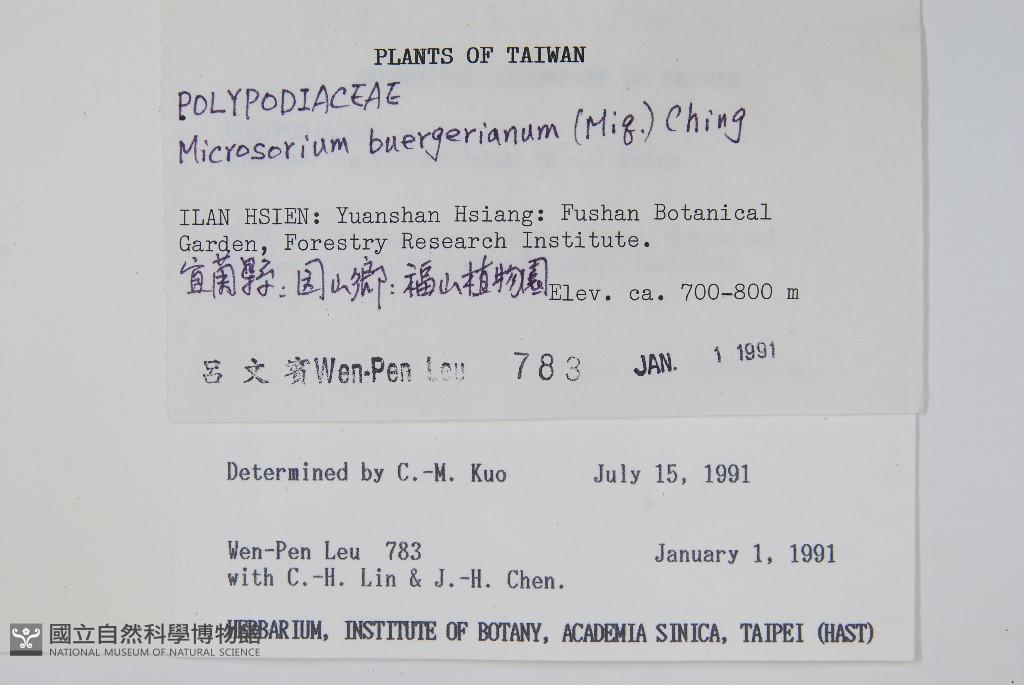 PLANTS OF TAIWAN
POLYPODIACEAE
Microsorium buergerianum (Miq.) Ching
ILAN HSIEN: Yuanshan Hsiang: Fushan Botanical
Garden, Forestry Research Institute.
宜蘭縣：园山鄉：福山植物園 Elev. ca. 700-800 m
呂文賓 Wen-Pen Leu 783 JAN. 1 1991
Determined by C.-M. Kuo July 15, 1991
Wen-Pen Leu 783 January 1, 1991
with C.-H. Lin & J.-H. Chen.
HERBARIUM, INSTITUTE OF BOTANY, ACADEMIA SINICA, TAIPEI (HAST)
國立自然科學博物館
NATIONAL MUSEUM OF NATURAL SCIENCE